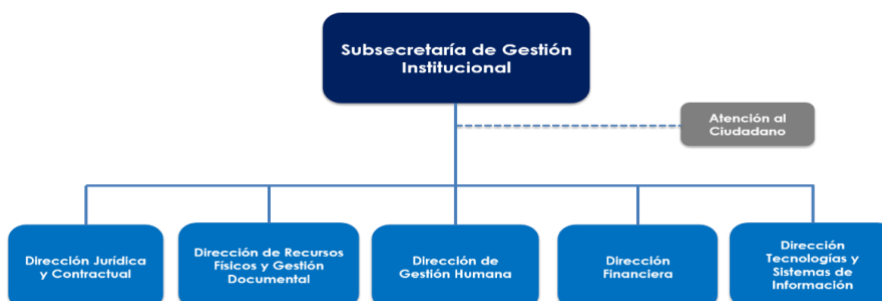 Subsecretaría de Gestión
Institucional
Atención al
Ciudadano
Dirección Jurídica
y Contractual
Dirección de Recursos
Físicos y Gestión
Documental
Dirección de
Gestión Humana
Dirección
Financiera
Dirección
Tecnologías y
Sistemas de
Información